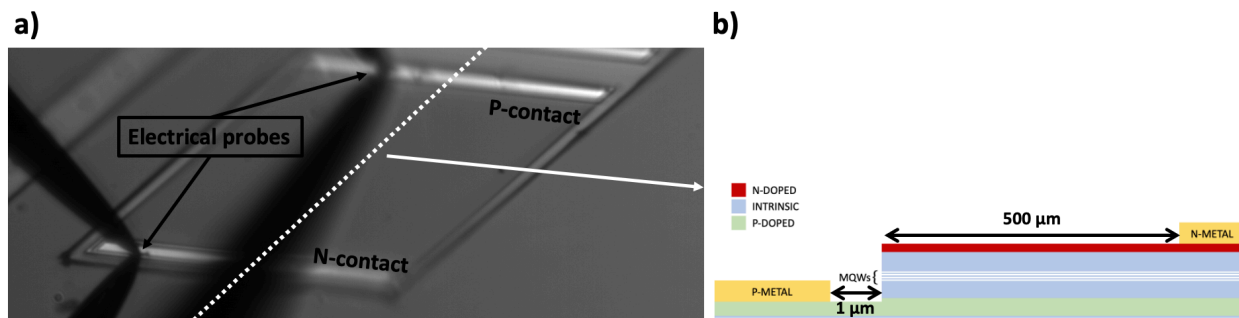 a)
Electrical probes
P-contact
N-contact
b)
N-DOPED
INTRINSIC
P-DOPED
500 µm
N-METAL
MQWs {
P-METAL
1 µm